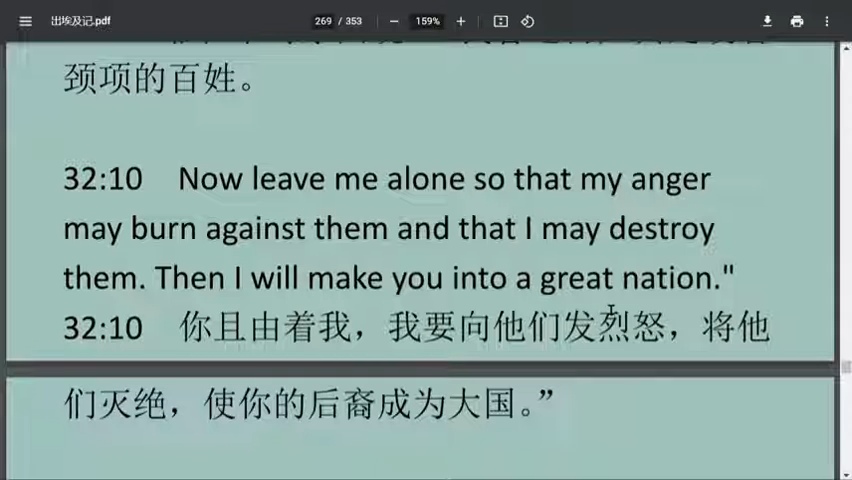 出埃及记.pdf
269 / 353
159%
颈项的百姓。
32:10 Now leave me alone so that my anger
may burn against them and that I may destroy
them. Then I will make you into a great nation."
32:10 你且由着我，我要向他们发烈怒，将他
们灭绝，使你的后裔成为大国。”